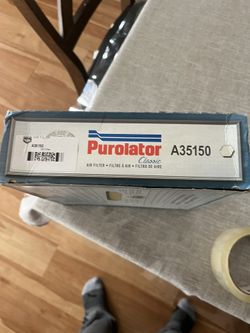 Purolator
Classic
A35150
AIR FILTER • FILTRE À AIR • FILTRO DE AIRE
A35150